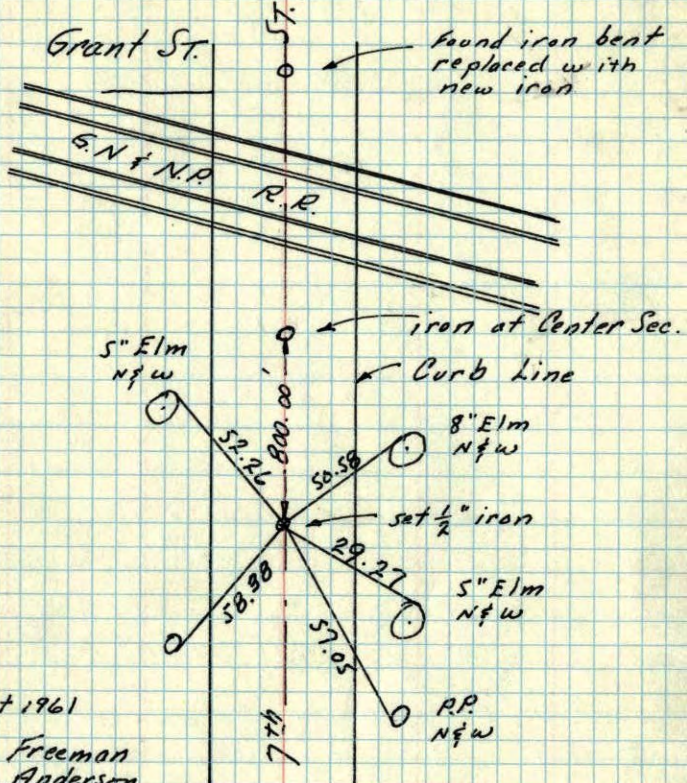 Grant ST.
ST.
Found iron bent
replaced with
new iron
G.N & N.P.
R.R.
iron at Center Sec.
5" Elm
N & W
Curb Line
800.00'
8" Elm
N & W
52.26
50.58
set 1/2" iron
29.27
5" Elm
N & W
58.38
57.05
P.P.
N & W
7th
t 1961
Freeman
Anderson